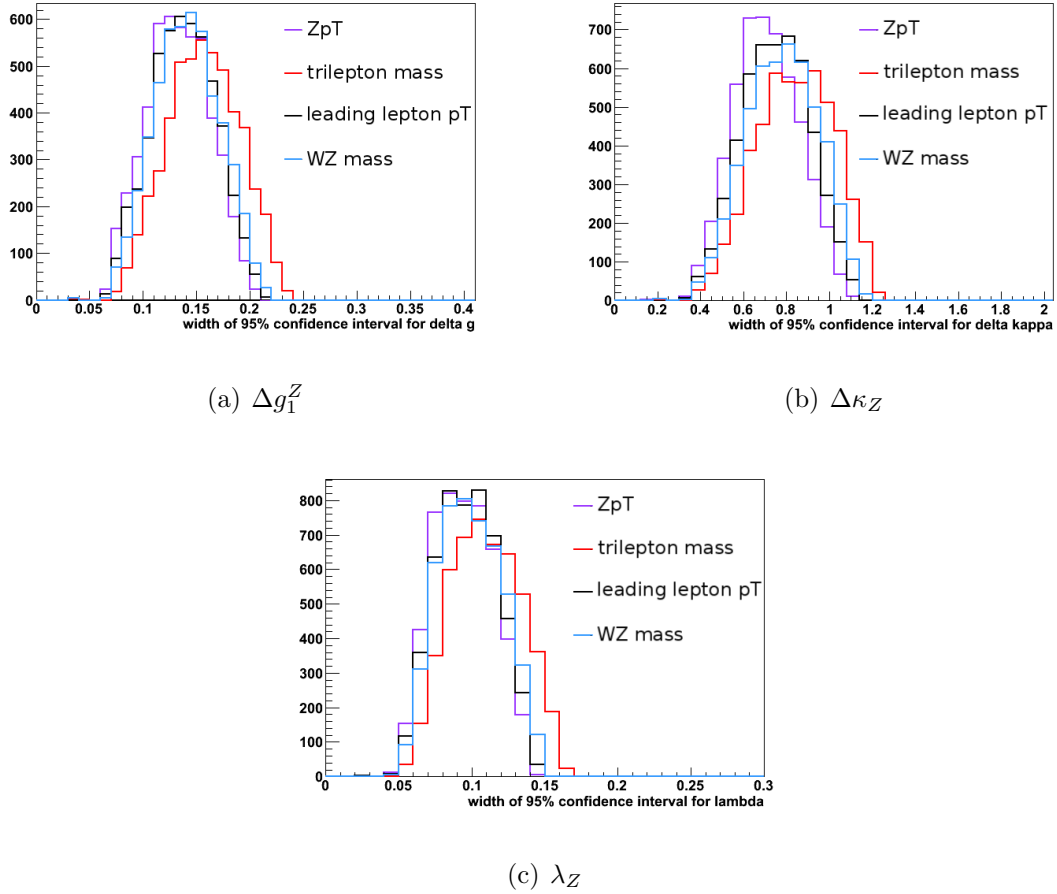 600
500
400
300
200
100
0
ZpT
trilepton mass
leading lepton pT
WZ mass
0 0.05 0.1 0.15 0.2 0.25 0.3 0.35 0.4
width of 95% confidence interval for delta g
(a) Δg₁ᶻ
700
600
500
400
300
200
100
0
ZpT
trilepton mass
leading lepton pT
WZ mass
0 0.2 0.4 0.6 0.8 1 1.2 1.4 1.6 1.8 2
width of 95% confidence interval for delta kappa
(b) Δκ_Z
800
700
600
500
400
300
200
100
0
ZpT
trilepton mass
leading lepton pT
WZ mass
0 0.05 0.1 0.15 0.2 0.25 0.3
width of 95% confidence interval for lambda
(c) λ_Z